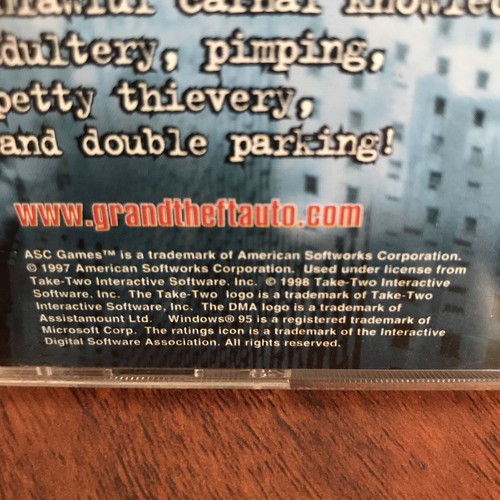 dultery, pimping,
petty thievery,
and double parking!
www.grandtheftauto.com
ASC Games™ is a trademark of American Softworks Corporation.
© 1997 American Softworks Corporation. Used under license from
Take-Two Interactive Software, Inc. © 1998 Take-Two Interactive
Software, Inc. The Take-Two logo is a trademark of Take-Two
Interactive Software, Inc. The DMA logo is a trademark of
Assistamount Ltd. Windows® 95 is a registered trademark of
Microsoft Corp. The ratings icon is a trademark of the Interactive
Digital Software Association. All rights reserved.